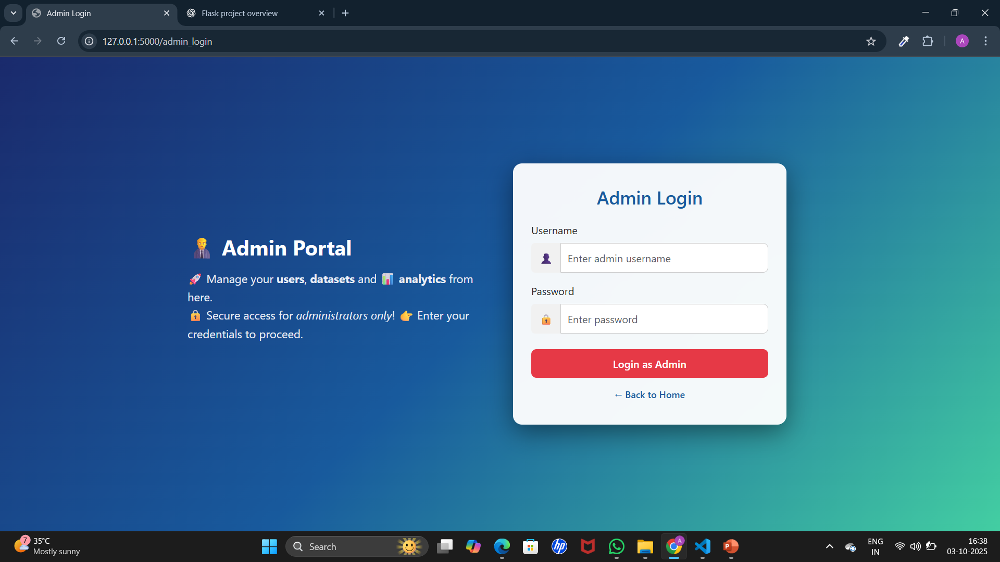 Admin Login
Flask project overview
127.0.0.1:5000/admin_login
A
Admin Portal
🚀 Manage your users, datasets and 📊 analytics from
here.
🔒 Secure access for administrators only! 👉 Enter your
credentials to proceed.
Admin Login
Username
Enter admin username
Password
Enter password
Login as Admin
← Back to Home
7
35°C
Mostly sunny
Search
hp
A
P
ENG
IN
16:38
03-10-2025